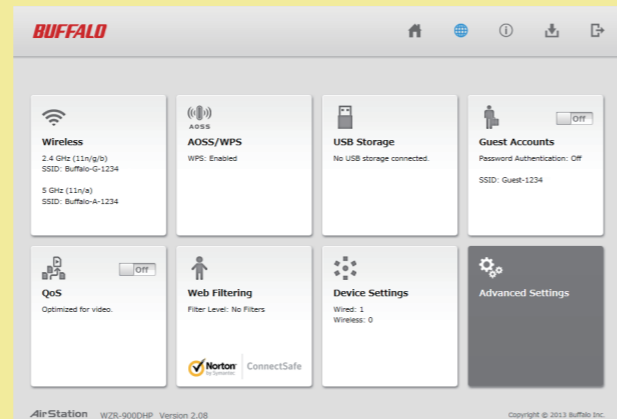 BUFFALO
AOSS
Wireless
2.4 GHz (11n/g/b)
SSID: Buffalo-G-1234
5 GHz (11n/a)
SSID: Buffalo-A-1234
AOSS/WPS
WPS: Enabled
USB Storage
No USB storage connected.
Off
Guest Accounts
Password Authentication: Off
SSID: Guest-1234
Off
QoS
Optimized for video.
Web Filtering
Filter Level: No Filters
Norton
by Symantec
ConnectSafe
Device Settings
Wired: 1
Wireless: 0
Advanced Settings
AirStation WZR-900DHP Version 2.08
Copyright © 2013 Buffalo Inc.